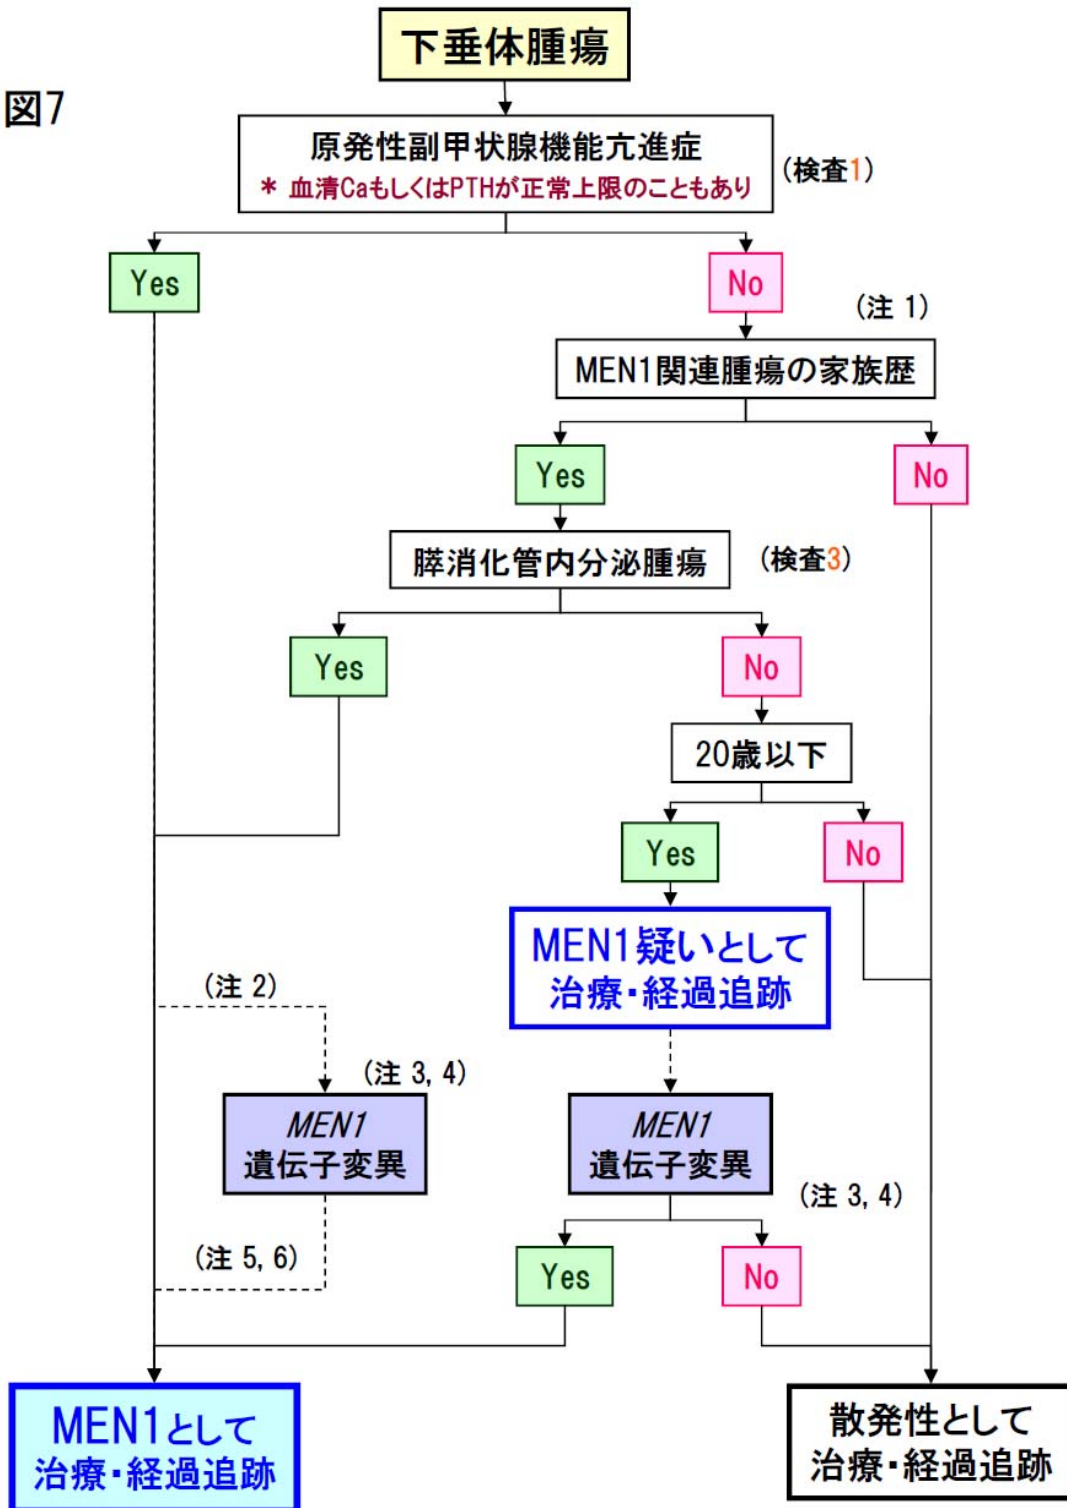 下垂体腫瘍
図7
原発性副甲状腺機能亢進症
* 血清CaもしくはPTHが正常上限のこともあり
(検査1)
Yes
No
(注 1)
MEN1関連腫瘍の家族歴
Yes
No
膵消化管内分泌腫瘍
(検査3)
Yes
No
20歳以下
Yes
No
MEN1疑いとして
治療・経過追跡
(注 2)
(注 3, 4)
MEN1
遺伝子変異
MEN1
遺伝子変異
(注 3, 4)
(注 5, 6)
Yes
No
MEN1として
治療・経過追跡
散発性として
治療・経過追跡